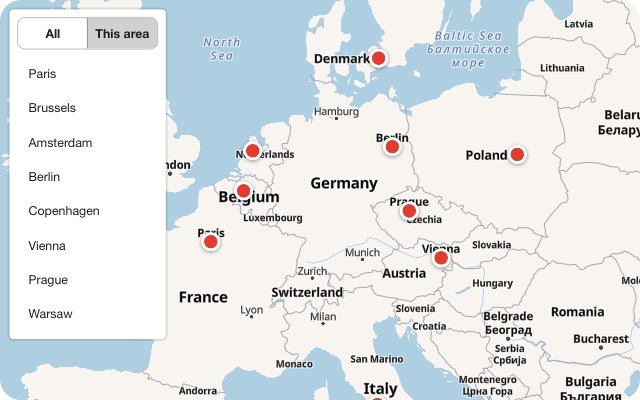 All
This area
Paris
Brussels
Amsterdam
Berlin
Copenhagen
Vienna
Prague
Warsaw
North
Sea
Baltic Sea
Балтийское
море
Latvia
Lithuania
Denmark
Hamburg
Berlin
Poland
Netherlands
Germany
Belgium
Luxembourg
Prague
Czechia
Paris
Munich
Vienna
Slovakia
Zurich
Austria
Hungary
Switzerland
France
Lyon
Milan
Slovenia
Croatia
Belgrade
Београд
Romania
Bucharest
Serbia
Србија
San Marino
Monaco
Andorra
Italy
Montenegro
Црна Гора
Bulgaria
България